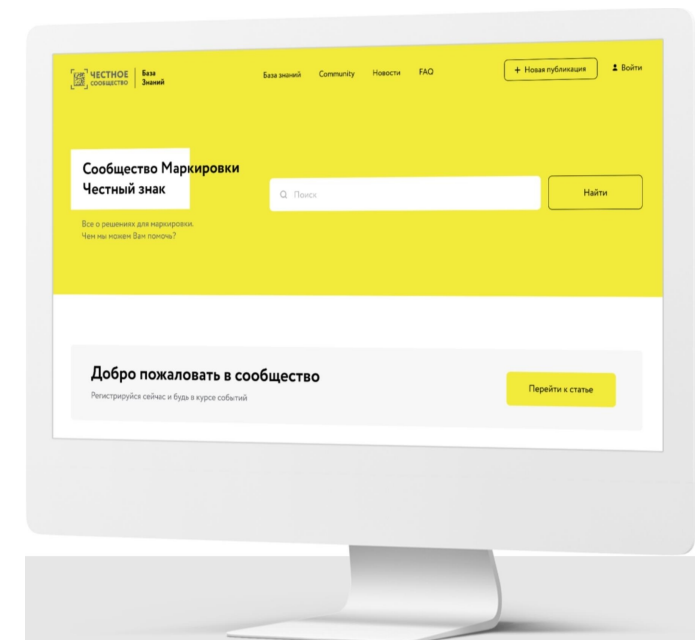 ЧЕСТНОЕ
СООБЩЕСТВО
База
Знаний
База знаний Community Новости FAQ
+ Новая публикация
Войти
Сообщество Маркировки
Честный знак
Поиск
Найти
Все о решениях для маркировки.
Чем мы можем Вам помочь?
Добро пожаловать в сообщество
Регистрируйся сейчас и будь в курсе событий
Перейти к статье